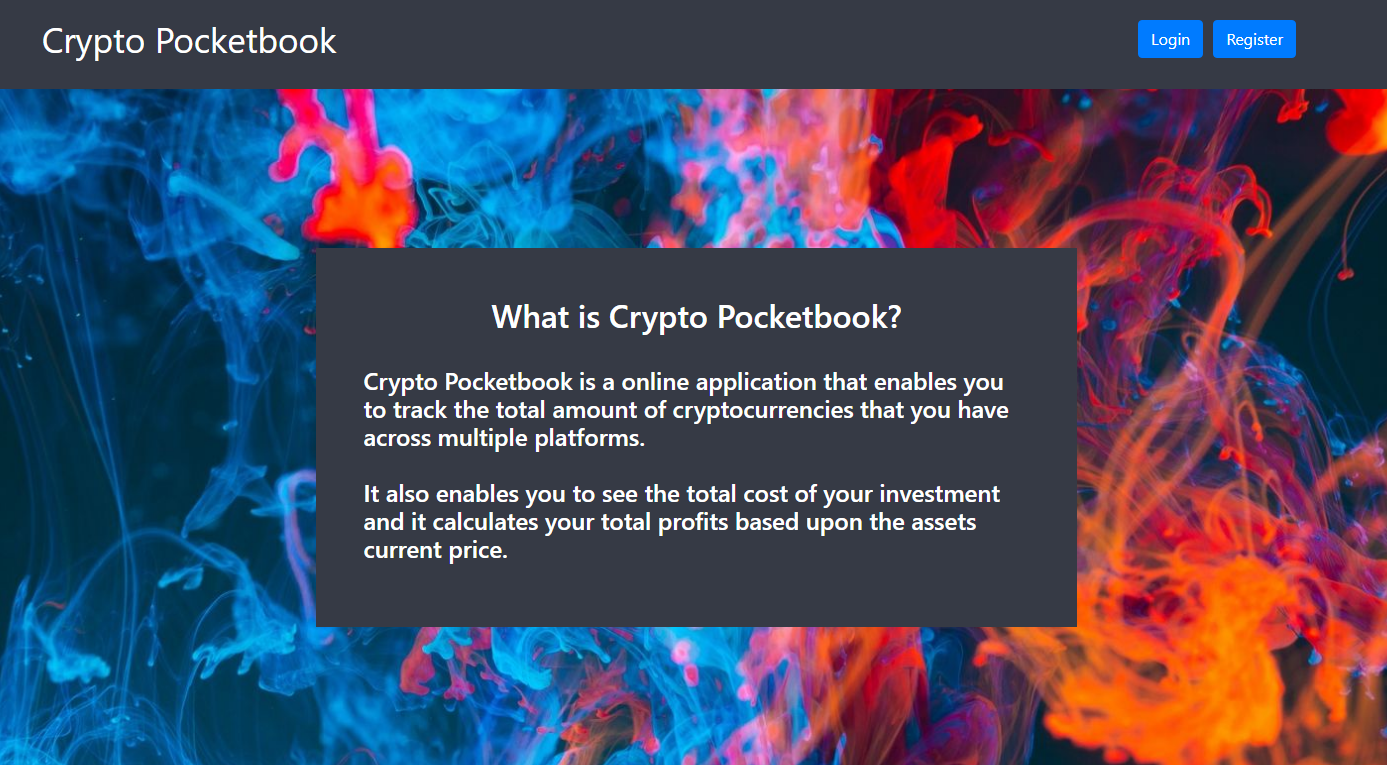 Crypto Pocketbook
Login
Register
What is Crypto Pocketbook?
Crypto Pocketbook is a online application that enables you
to track the total amount of cryptocurrencies that you have
across multiple platforms.
It also enables you to see the total cost of your investment
and it calculates your total profits based upon the assets
current price.